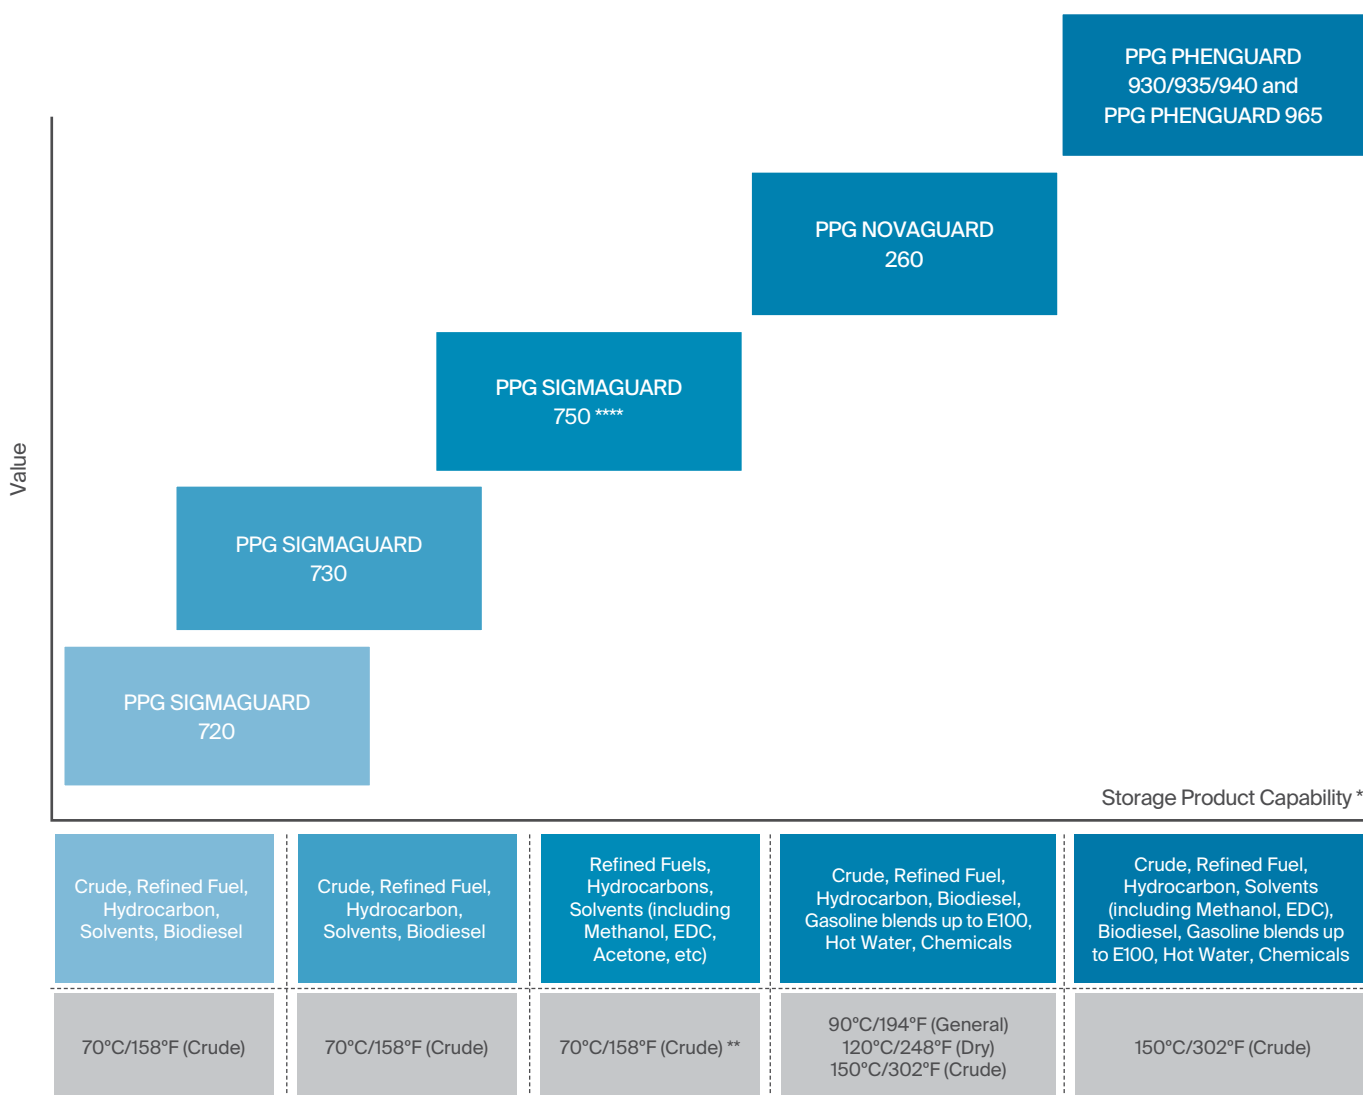 PPG PHENGUARD
930/935/940 and
PPG PHENGUARD 965
PPG NOVAGUARD
260
PPG SIGMAGUARD
750 ****
Value
PPG SIGMAGUARD
730
PPG SIGMAGUARD
720
Storage Product Capability *
Crude, Refined Fuel,
Hydrocarbon,
Solvents, Biodiesel
Crude, Refined Fuel,
Hydrocarbon,
Solvents, Biodiesel
Refined Fuels,
Hydrocarbons,
Solvents (including
Methanol, EDC,
Acetone, etc)
Crude, Refined Fuel,
Hydrocarbon, Biodiesel,
Gasoline blends up to E100,
Hot Water, Chemicals
Crude, Refined Fuel,
Hydrocarbon, Solvents
(including Methanol, EDC),
Biodiesel, Gasoline blends up
to E100, Hot Water, Chemicals
70°C/158°F (Crude)
70°C/158°F (Crude)
70°C/158°F (Crude) **
90°C/194°F (General)
120°C/248°F (Dry)
150°C/302°F (Crude)
150°C/302°F (Crude)